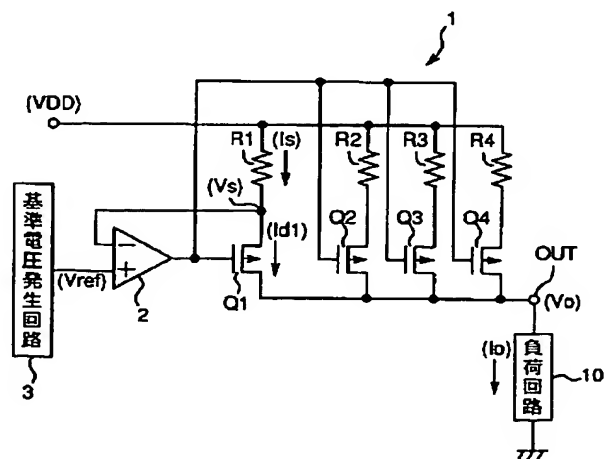 1
(VDD)
R1
(Is)
R2
R3
R4
(Vs)
(Id1)
Q2
Q3
Q4
OUT
基準電圧発生回路
−
+
(Vref)
2
Q1
(Vo)
3
(Io)
負荷回路
10